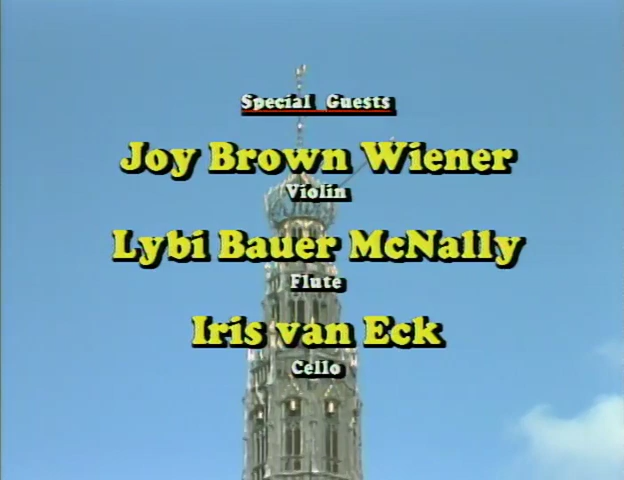 Special Guests
Joy Brown Wiener
Violin
Lybi Bauer McNally
Flute
Iris van Eck
Cello